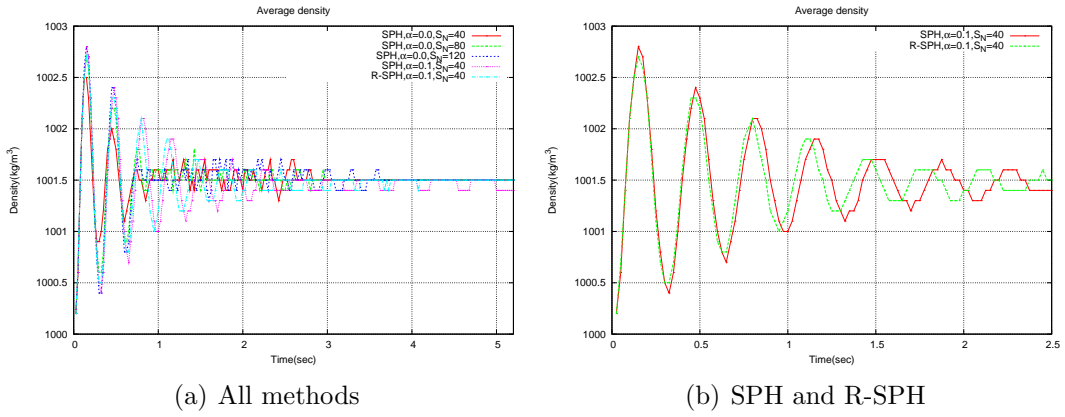 Average density
SPH,α=0.0,S_N=40
SPH,α=0.0,S_N=80
SPH,α=0.0,S_N=120
SPH,α=0.1,S_N=40
R-SPH,α=0.1,S_N=40
1003
1002.5
1002
1001.5
1001
1000.5
1000
Density(kg/m³)
0 1 2 3 4 5
Time(sec)
(a) All methods
Average density
SPH,α=0.1,S_N=40
R-SPH,α=0.1,S_N=40
1003
1002.5
1002
1001.5
1001
1000.5
1000
Density(kg/m³)
0 0.5 1 1.5 2 2.5
Time(sec)
(b) SPH and R-SPH